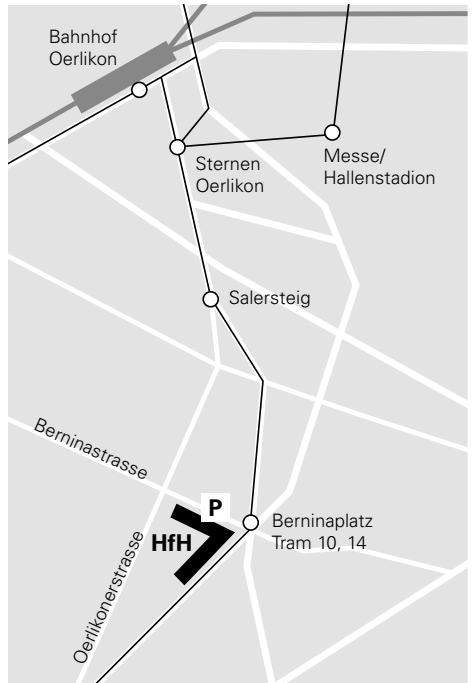 Bahnhof
Oerlikon
Sternen
Oerlikon
Messe/
Hallenstadion
Salersteig
Berninastrasse
P
HfH
Berninaplatz
Tram 10, 14
Oerlikonerstrasse